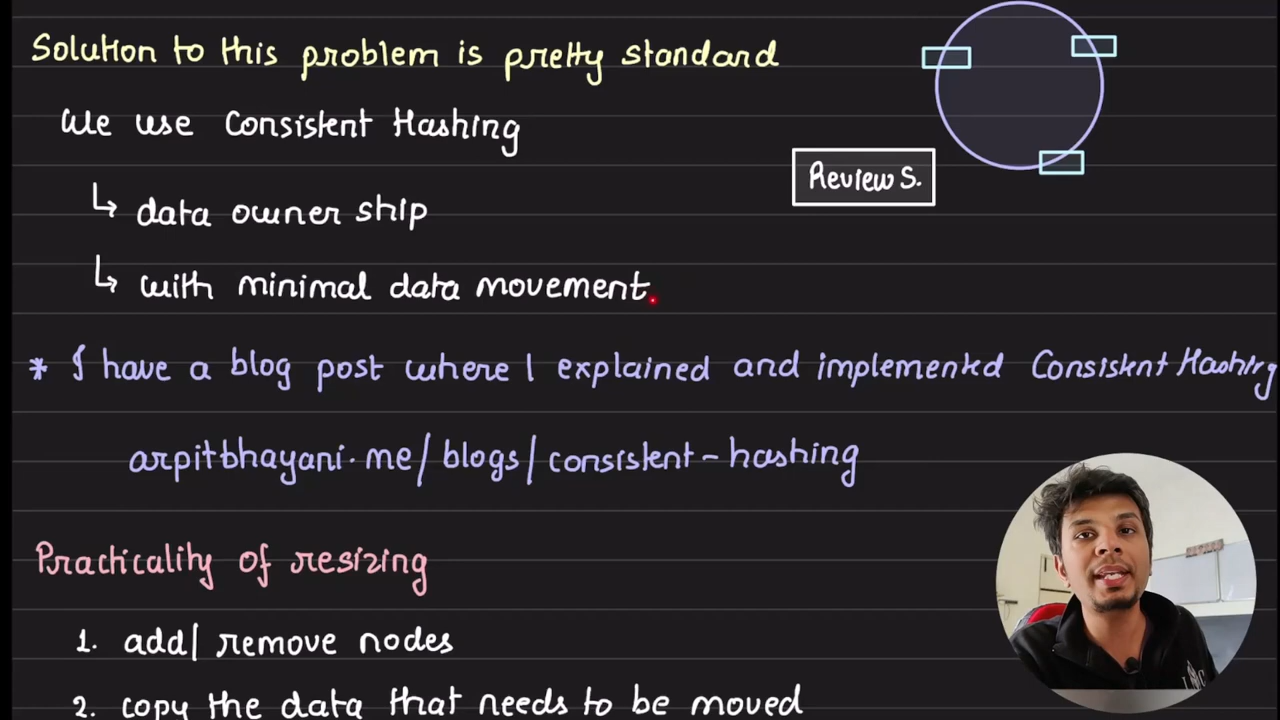 Solution to this problem is pretty standard
We use Consistent Hashing
Review S.
↳ data owner ship
↳ with minimal data movement.
* I have a blog post where I explained and implemented Consistent Hashing
arpitbhayani.me/blogs/consistent-hashing
Practicality of resizing
1. add/ remove nodes
2. copy the data that needs to be moved